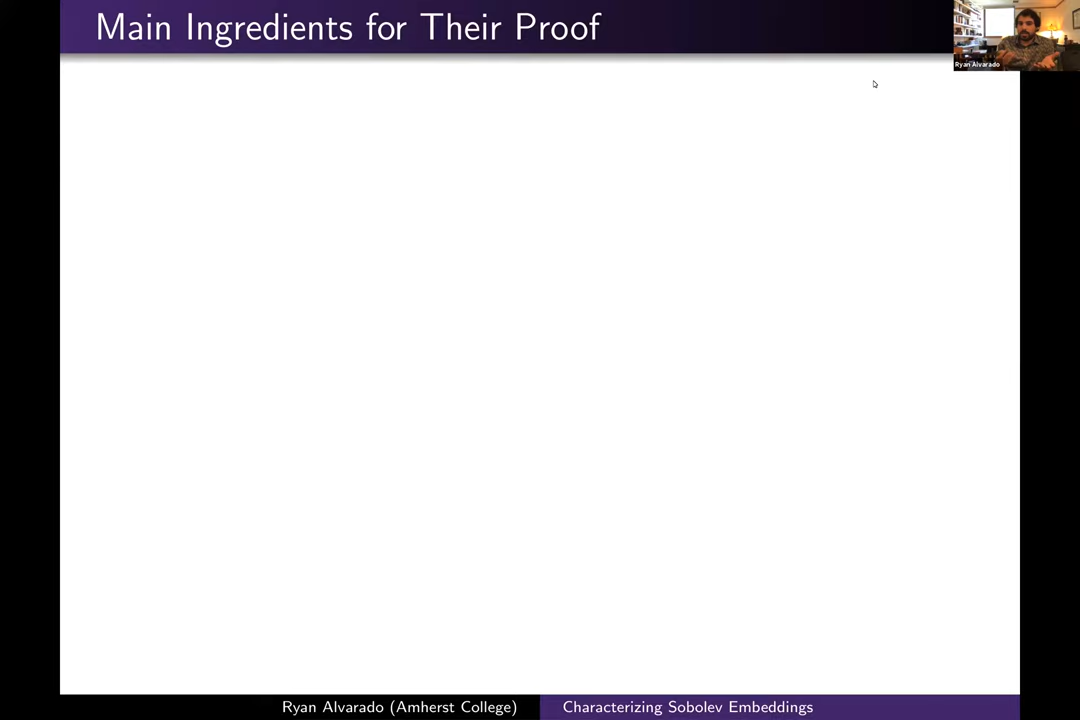 Main Ingredients for Their Proof
Ryan Alvarado
Ryan Alvarado (Amherst College)
Characterizing Sobolev Embeddings